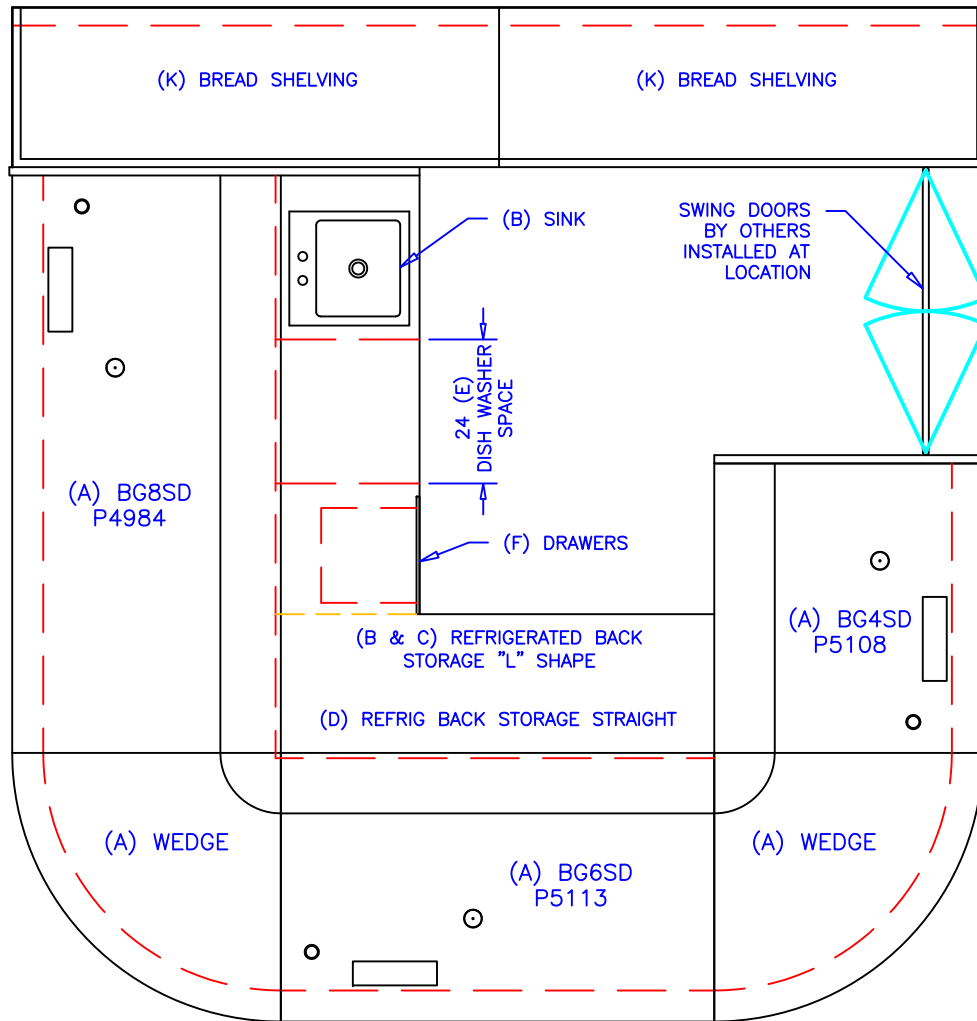 (K) BREAD SHELVING
(K) BREAD SHELVING
(B) SINK
SWING DOORS
BY OTHERS
INSTALLED AT
LOCATION
24 (E)
DISH WASHER
SPACE
(A) BG8SD
P4984
(F) DRAWERS
(B & C) REFRIGERATED BACK
STORAGE "L" SHAPE
(A) BG4SD
P5108
(D) REFRIG BACK STORAGE STRAIGHT
(A) WEDGE
(A) WEDGE
(A) BG6SD
P5113